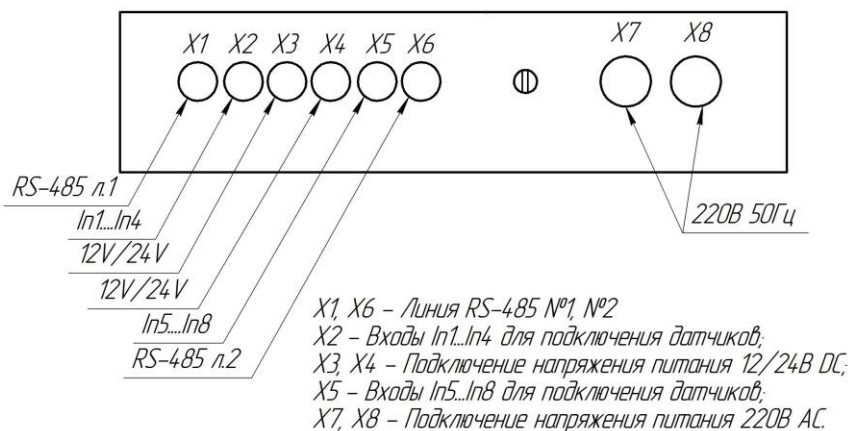 X1 X2 X3 X4 X5 X6 X7 X8
RS-485 л.1
In1....In4
12V/24V
12V/24V
In5....In8
RS-485 л.2
220В 50Гц
X1, X6 – Линия RS-485 №1, №2
X2 – Входы In1...In4 для подключения датчиков;
X3, X4 – Подключение напряжения питания 12/24В DC;
X5 – Входы In5...In8 для подключения датчиков;
X7, X8 – Подключение напряжения питания 220В AC.